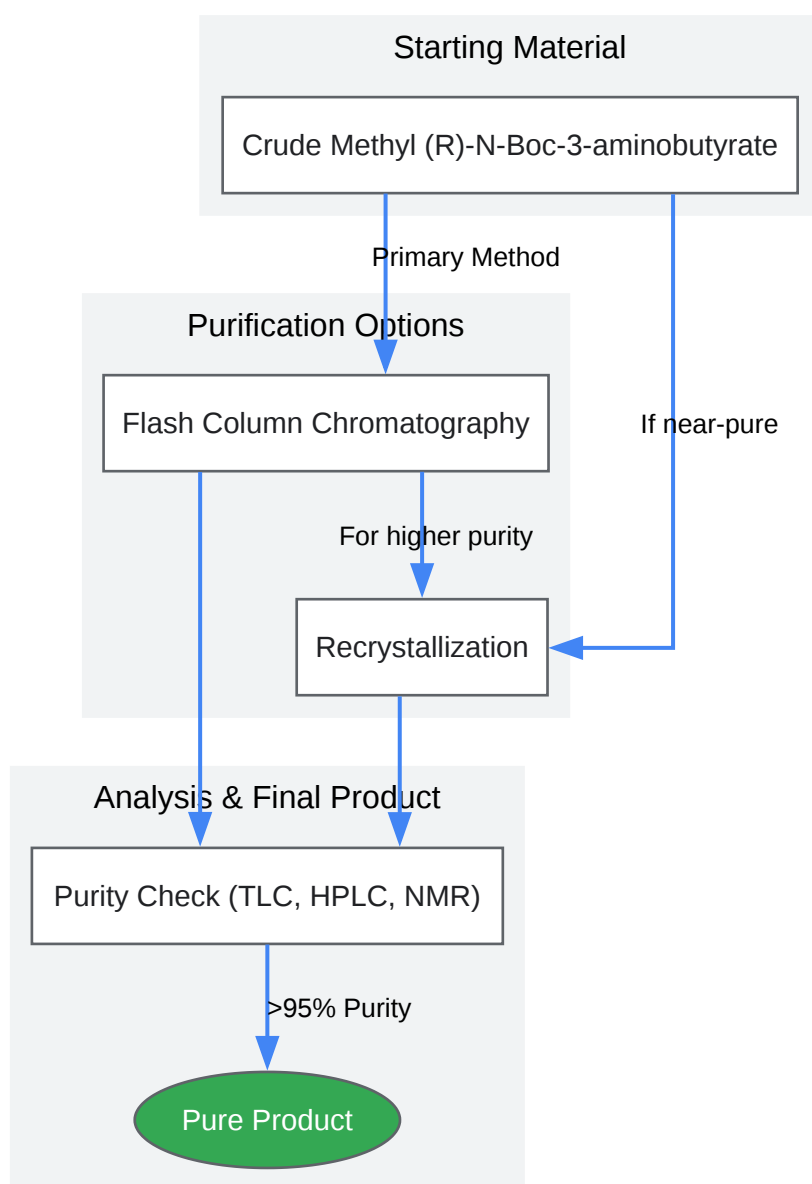 Starting Material
Crude Methyl (R)-N-Boc-3-aminobutyrate
Primary Method
Purification Options
Flash Column Chromatography
If near-pure
For higher purity
Recrystallization
Analysis & Final Product
Purity Check (TLC, HPLC, NMR)
>95% Purity
Pure Product